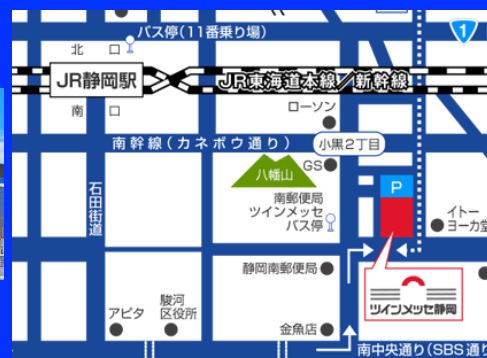 バス停(11番乗り場)
1
北口
JR静岡駅
JR東海道本線/新幹線
南口
ローソン
南幹線(カネボウ通り)
小黒2丁目
GS
八幡山
P
石田街道
南郵便局
ツインメッセ
バス停
イトー
ヨーカ堂
静岡南郵便局
ツインメッセ静岡
アピタ
駿河
区役所
金魚店
南中央通り(SBS通り